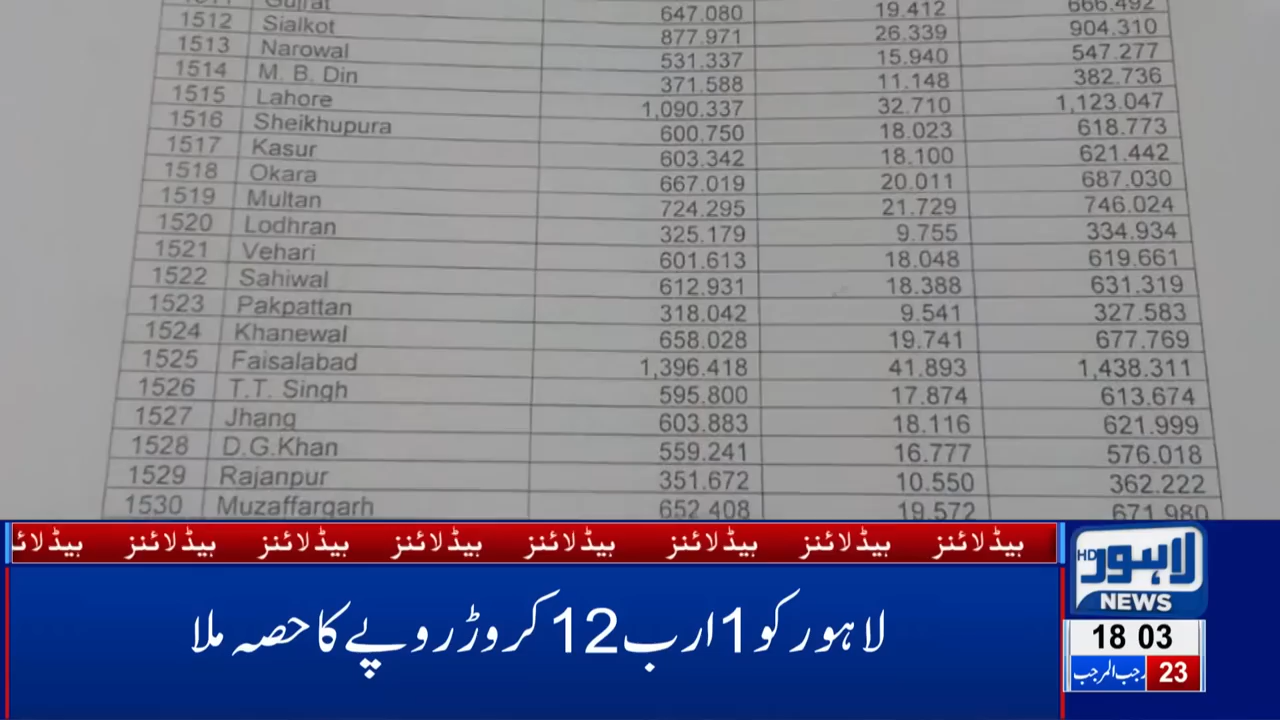 1511 Gujrat 647.080 19.412 666.492
1512 Sialkot 877.971 26.339 904.310
1513 Narowal 531.337 15.940 547.277
1514 M. B. Din 371.588 11.148 382.736
1515 Lahore 1,090.337 32.710 1,123.047
1516 Sheikhupura 600.750 18.023 618.773
1517 Kasur 603.342 18.100 621.442
1518 Okara 667.019 20.011 687.030
1519 Multan 724.295 21.729 746.024
1520 Lodhran 325.179 9.755 334.934
1521 Vehari 601.613 18.048 619.661
1522 Sahiwal 612.931 18.388 631.319
1523 Pakpattan 318.042 9.541 327.583
1524 Khanewal 658.028 19.741 677.769
1525 Faisalabad 1,396.418 41.893 1,438.311
1526 T.T. Singh 595.800 17.874 613.674
1527 Jhang 603.883 18.116 621.999
1528 D.G.Khan 559.241 16.777 576.018
1529 Rajanpur 351.672 10.550 362.222
1530 Muzaffargarh 652.408 19.572 671.980
ہیڈلائنز ہیڈلائنز ہیڈلائنز ہیڈلائنز ہیڈلائنز ہیڈلائنز ہیڈلائنز ہیڈلائنز
لاہور کو 1 ارب 12 کروڑ روپے کا حصہ ملا
لاہور HD
NEWS
18 03
23 رجب المرجب